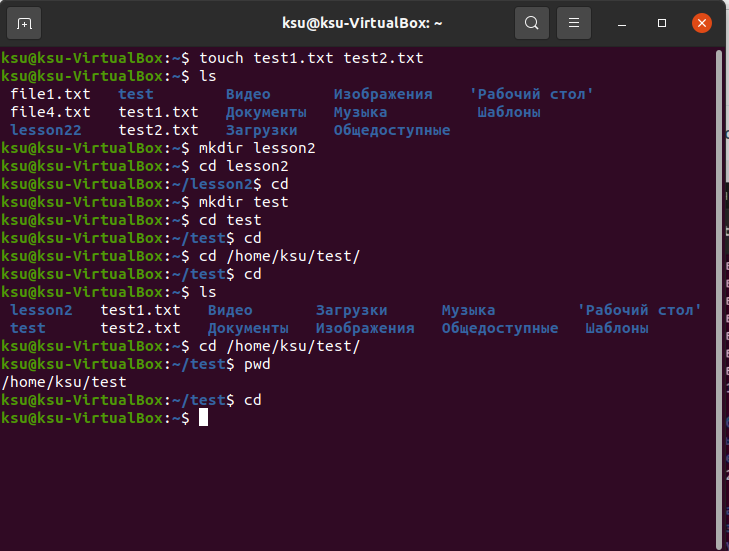 ksu@ksu-VirtualBox: ~
ksu@ksu-VirtualBox:~$ touch test1.txt test2.txt
ksu@ksu-VirtualBox:~$ ls
file1.txt test Видео Изображения 'Рабочий стол'
file4.txt test1.txt Документы Музыка Шаблоны
lesson22 test2.txt Загрузки Общедоступные
ksu@ksu-VirtualBox:~$ mkdir lesson2
ksu@ksu-VirtualBox:~$ cd lesson2
ksu@ksu-VirtualBox:~/lesson2$ cd
ksu@ksu-VirtualBox:~$ mkdir test
ksu@ksu-VirtualBox:~$ cd test
ksu@ksu-VirtualBox:~/test$ cd
ksu@ksu-VirtualBox:~$ cd /home/ksu/test/
ksu@ksu-VirtualBox:~/test$ cd
ksu@ksu-VirtualBox:~$ ls
lesson2 test1.txt Видео Загрузки Музыка 'Рабочий стол'
test test2.txt Документы Изображения Общедоступные Шаблоны
ksu@ksu-VirtualBox:~$ cd /home/ksu/test/
ksu@ksu-VirtualBox:~/test$ pwd
/home/ksu/test
ksu@ksu-VirtualBox:~/test$ cd
ksu@ksu-VirtualBox:~$